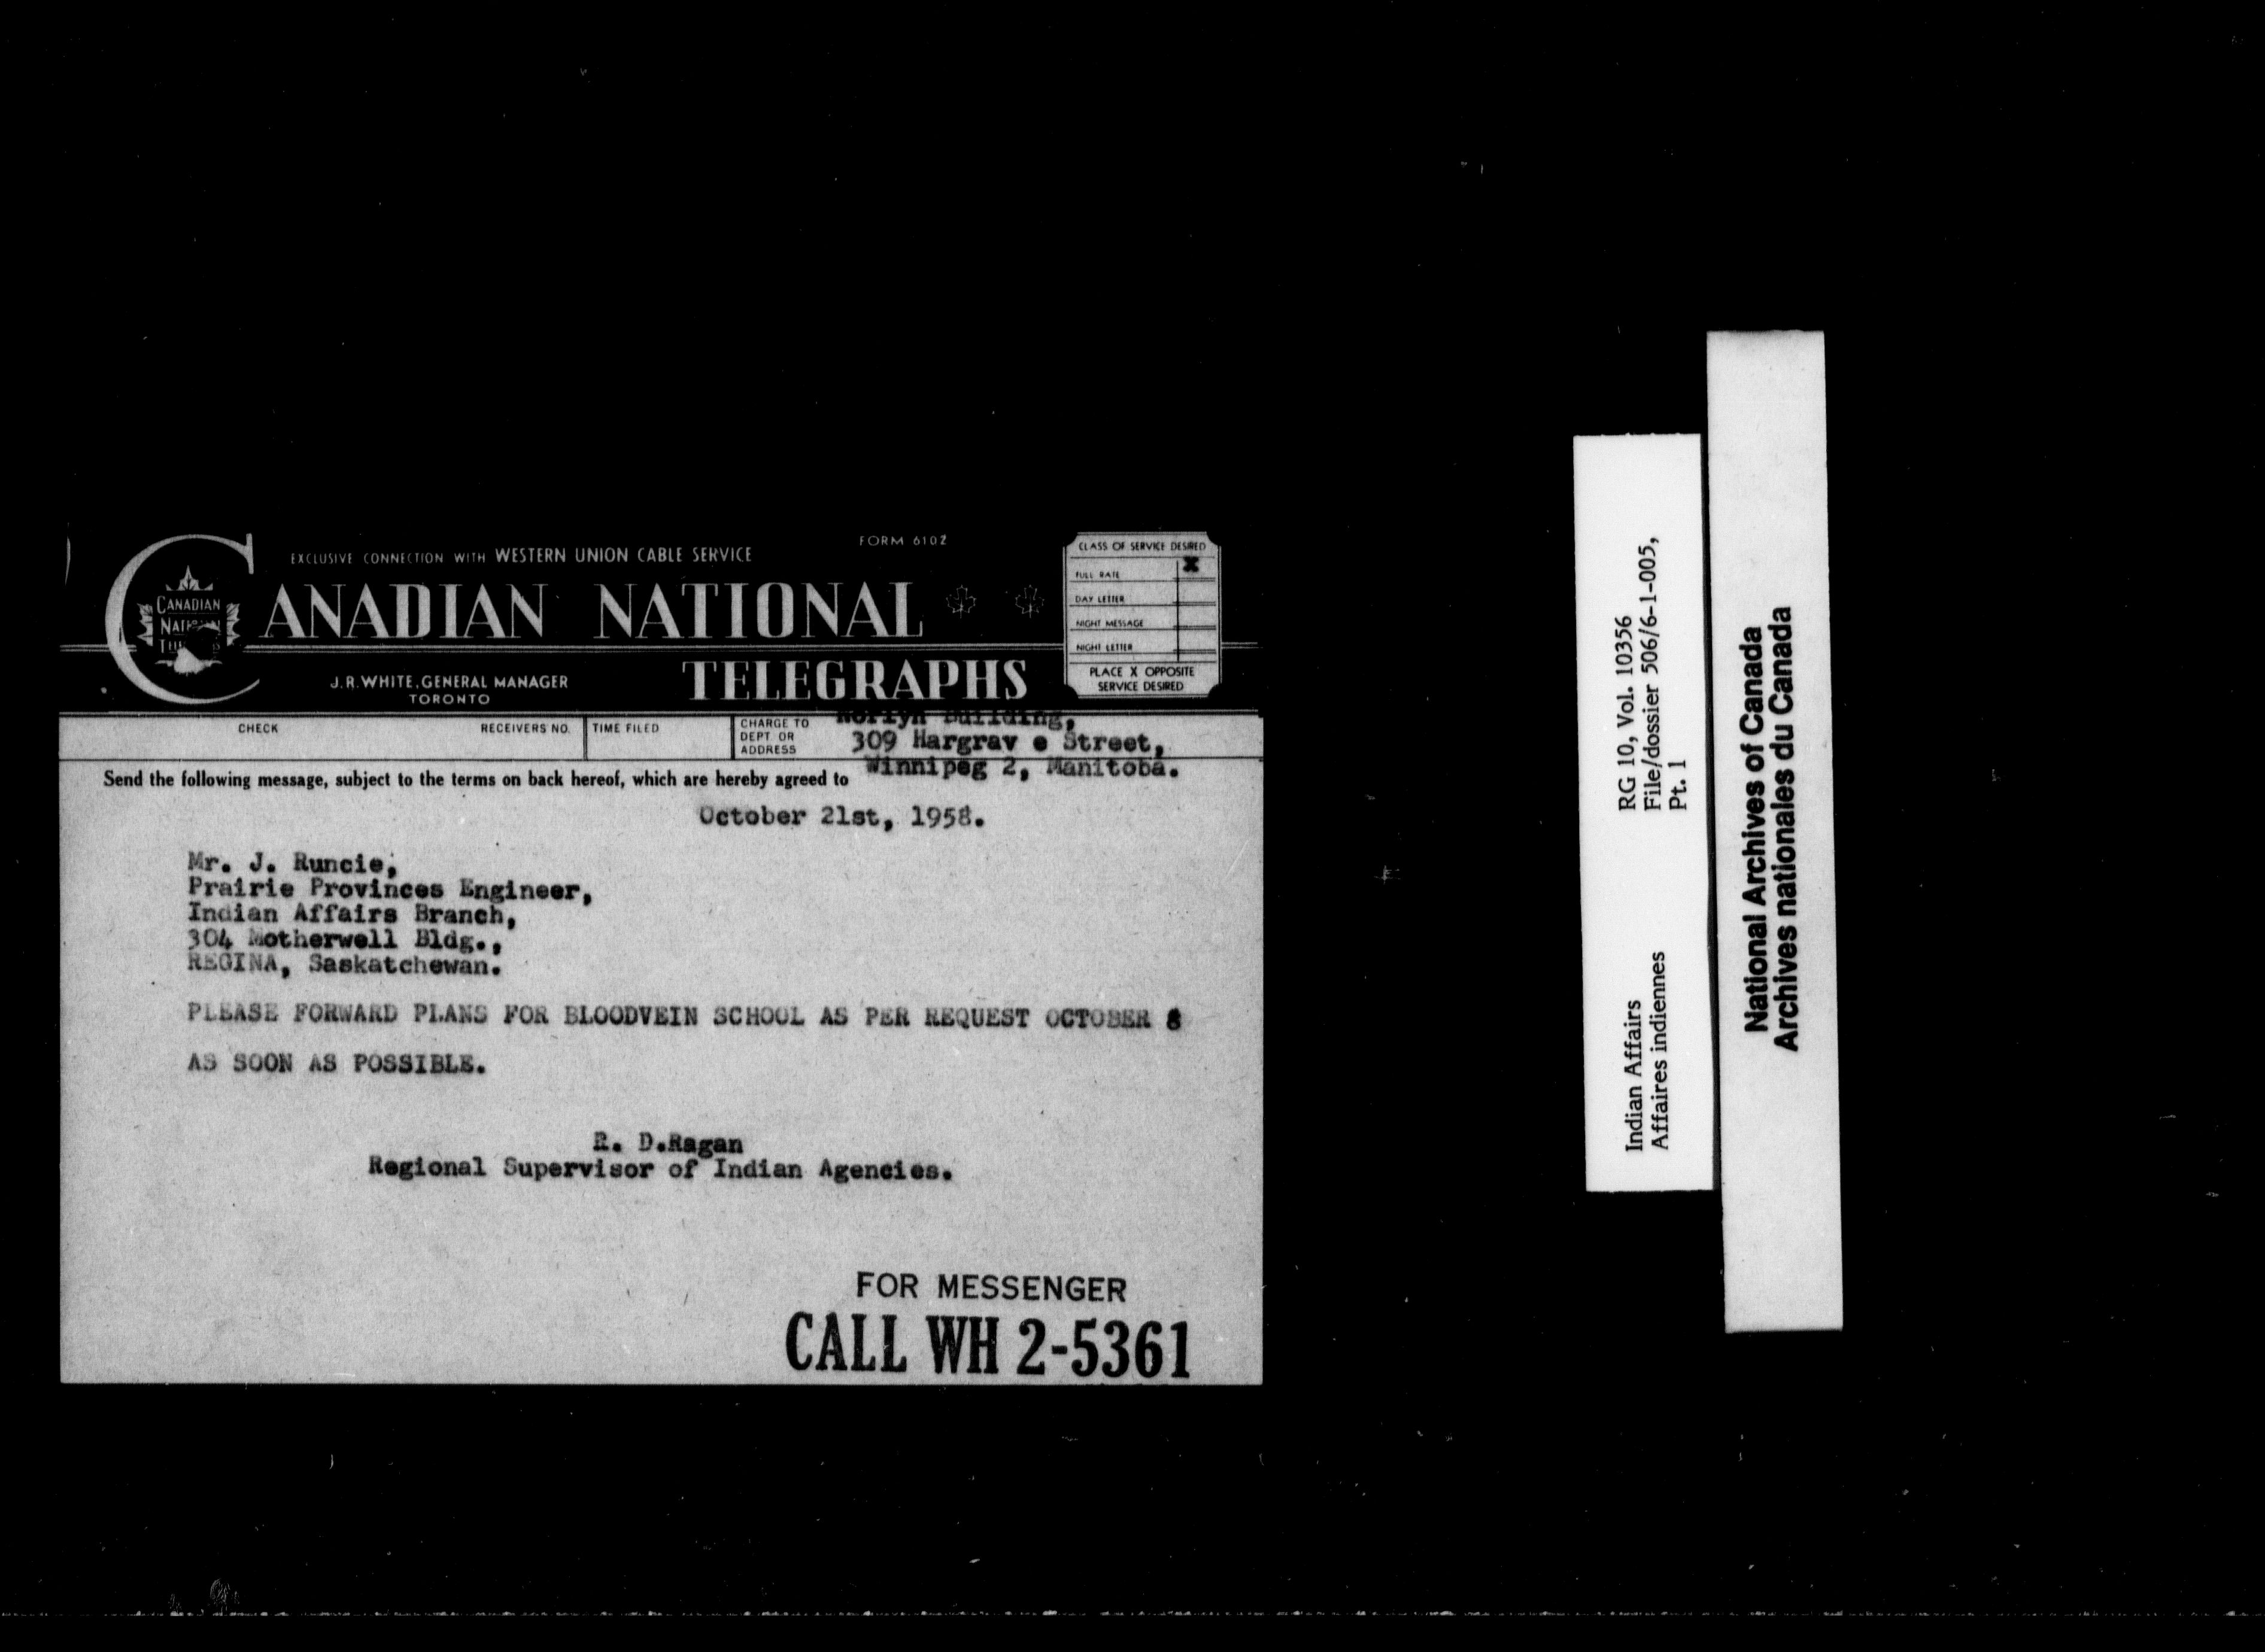 EXCLUSIVE CONNECTION WITH WESTERN UNION CABLE SERVICE
FORM 6102
CANADIAN NATIONAL
TELEGRAPHS
CANADIAN
NATIONAL
J.R.WHITE, GENERAL MANAGER
TORONTO
CLASS OF SERVICE DESIRED
X
FULL RATE
DAY LETTER
NIGHT MESSAGE
NIGHT LETTER
PLACE X OPPOSITE
SERVICE DESIRED
CHECK
RECEIVERS NO.
TIME FILED
CHARGE TO
DEPT OR
ADDRESS
Norlyn Building,
309 Hargrav e Street,
Winnipeg 2, Manitoba.
Send the following message, subject to the terms on back hereof, which are hereby agreed to
October 21st, 1958.
Mr. J. Runcie,
Prairie Provinces Engineer,
Indian Affairs Branch,
304 Motherwell Bldg.,
REGINA, Saskatchewan.
PLEASE FORWARD PLANS FOR BLOODVEIN SCHOOL AS PER REQUEST OCTOBER 8
AS SOON AS POSSIBLE.
R. D.Ragan
Regional Supervisor of Indian Agencies.
FOR MESSENGER
CALL WH 2-5361
Indian Affairs
Affaires indiennes
RG 10, Vol. 10356
File/dossier 506/6-1-005,
Pt. 1
National Archives of Canada
Archives nationales du Canada